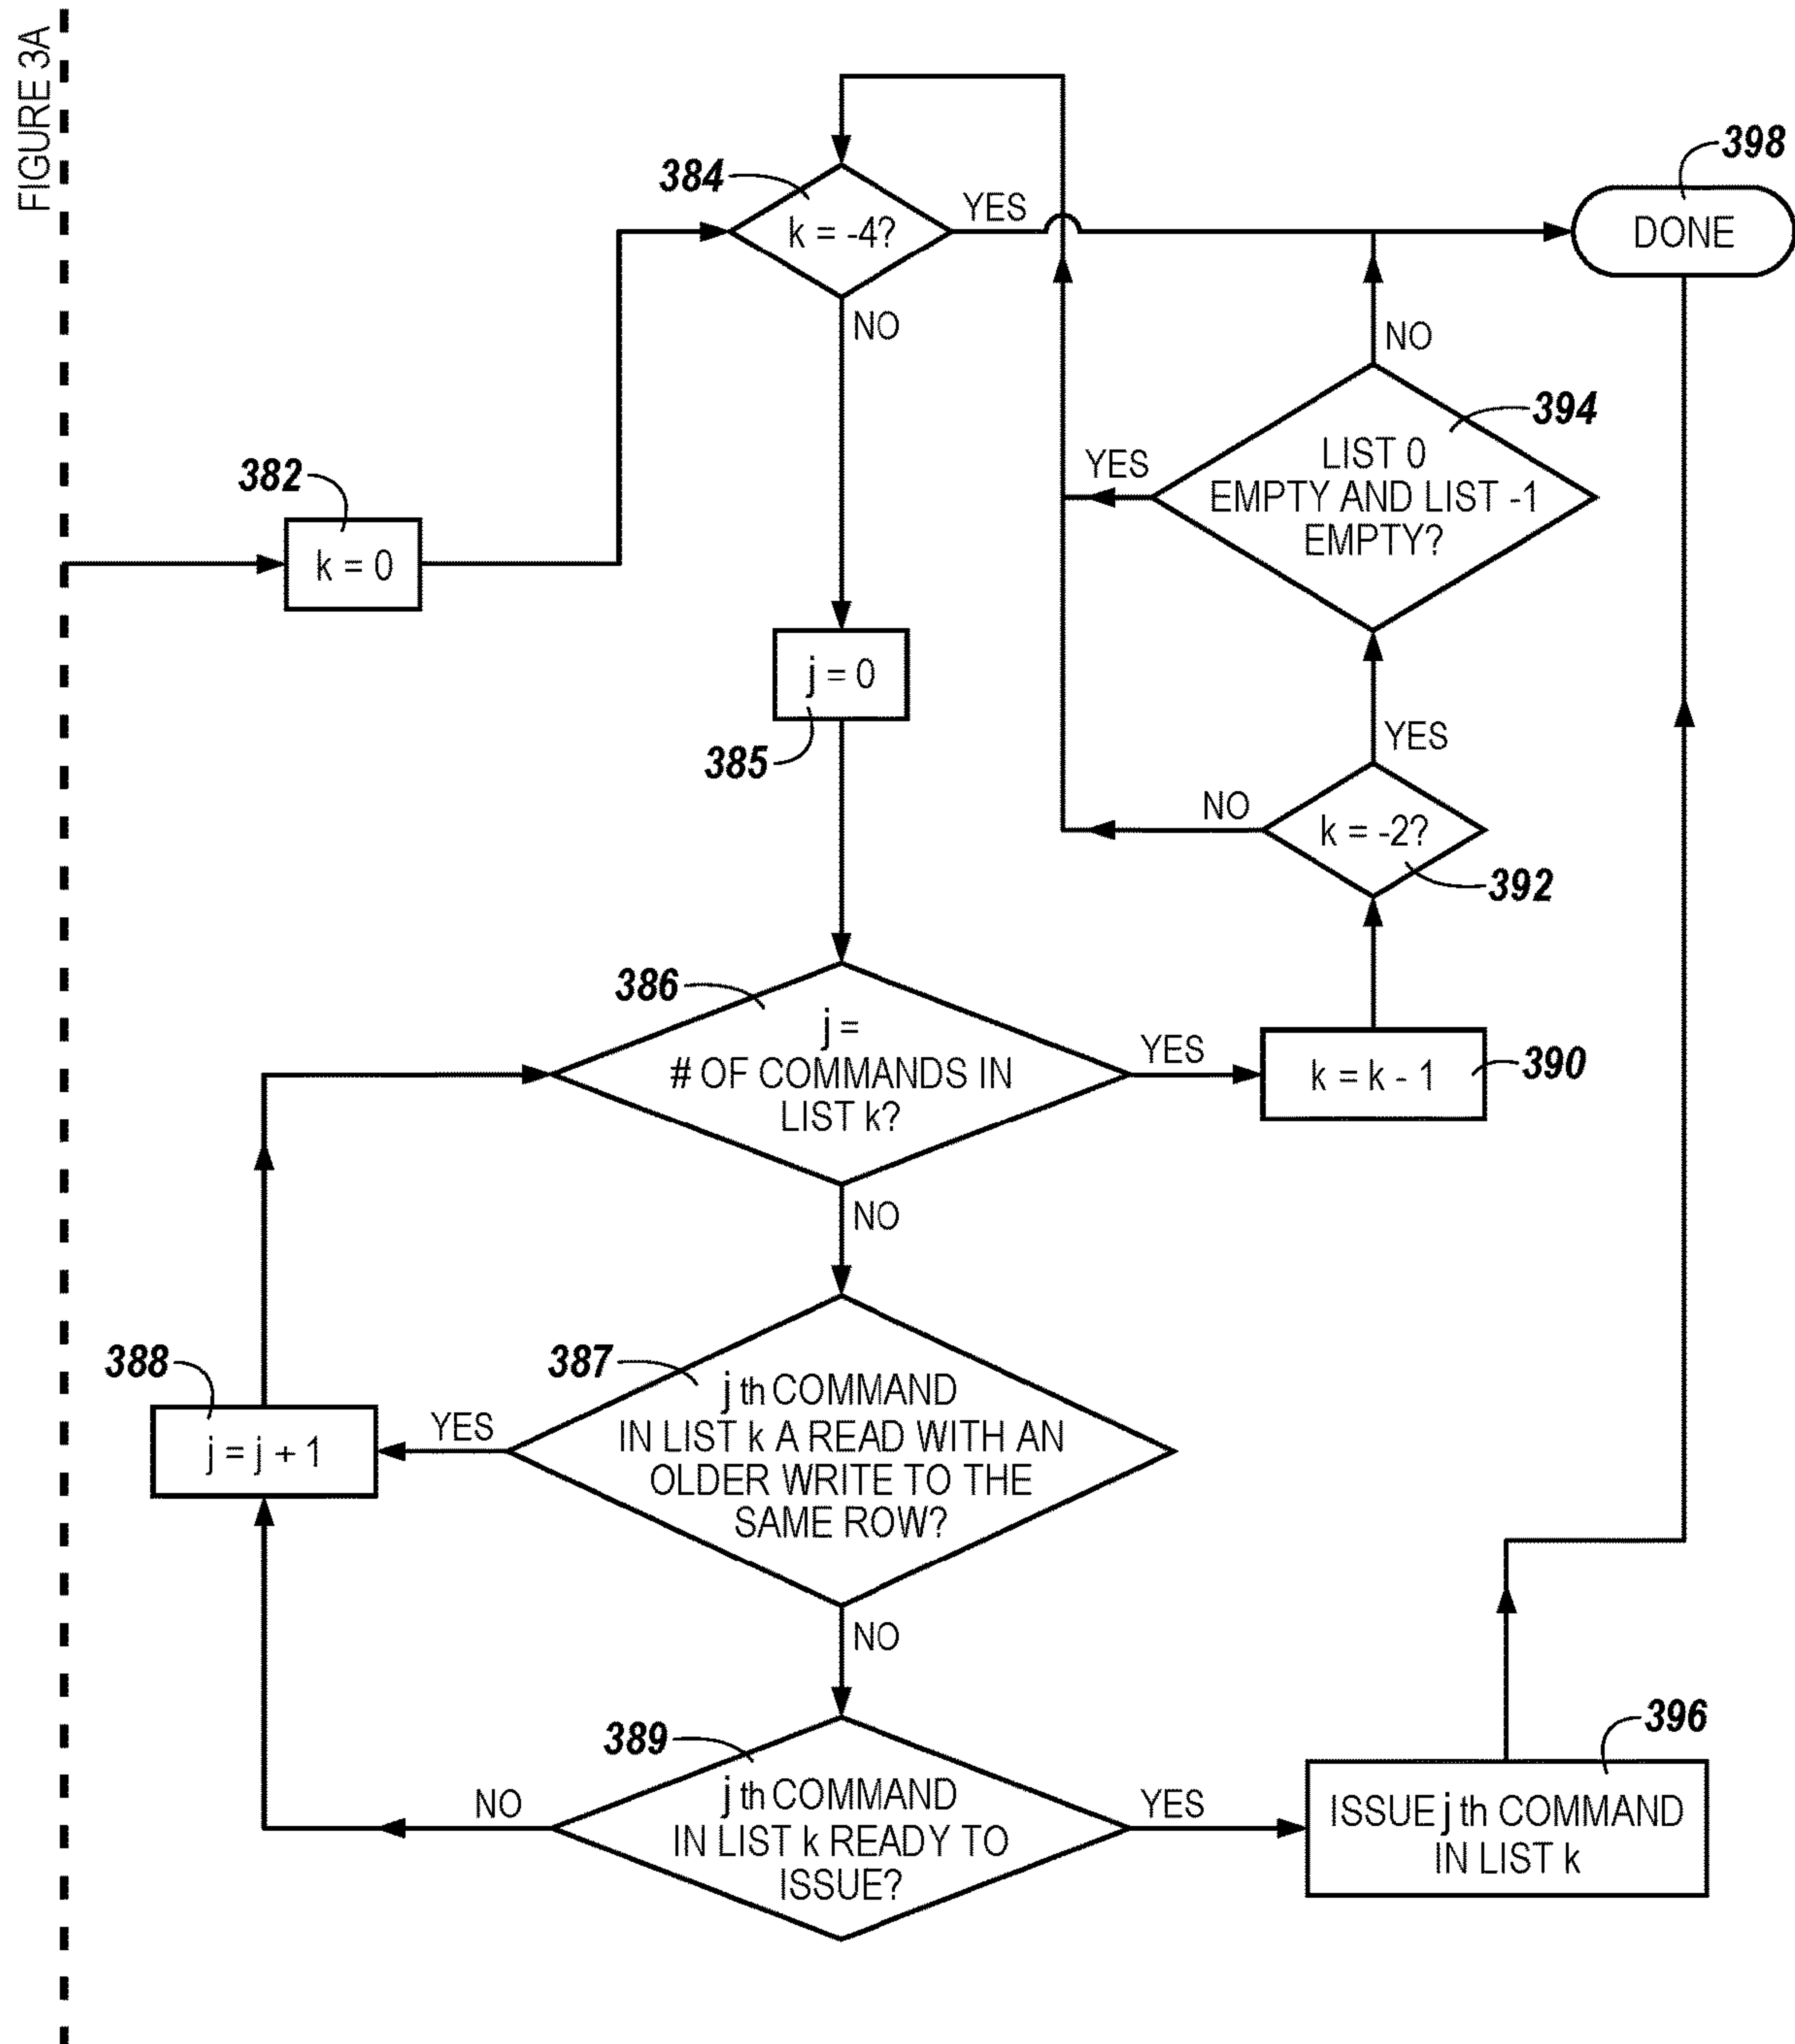 FIGURE 3A
398
384
k = -4?
YES
DONE
NO
NO
394
LIST 0
EMPTY AND LIST -1
EMPTY?
YES
382
k = 0
j = 0
385
YES
NO
k = -2?
392
386
j =
# OF COMMANDS IN
LIST k?
YES
k = k - 1
390
NO
388
j = j + 1
YES
387
j th COMMAND
IN LIST k A READ WITH AN
OLDER WRITE TO THE
SAME ROW?
NO
389
j th COMMAND
IN LIST k READY TO
ISSUE?
NO
YES
396
ISSUE j th COMMAND
IN LIST k